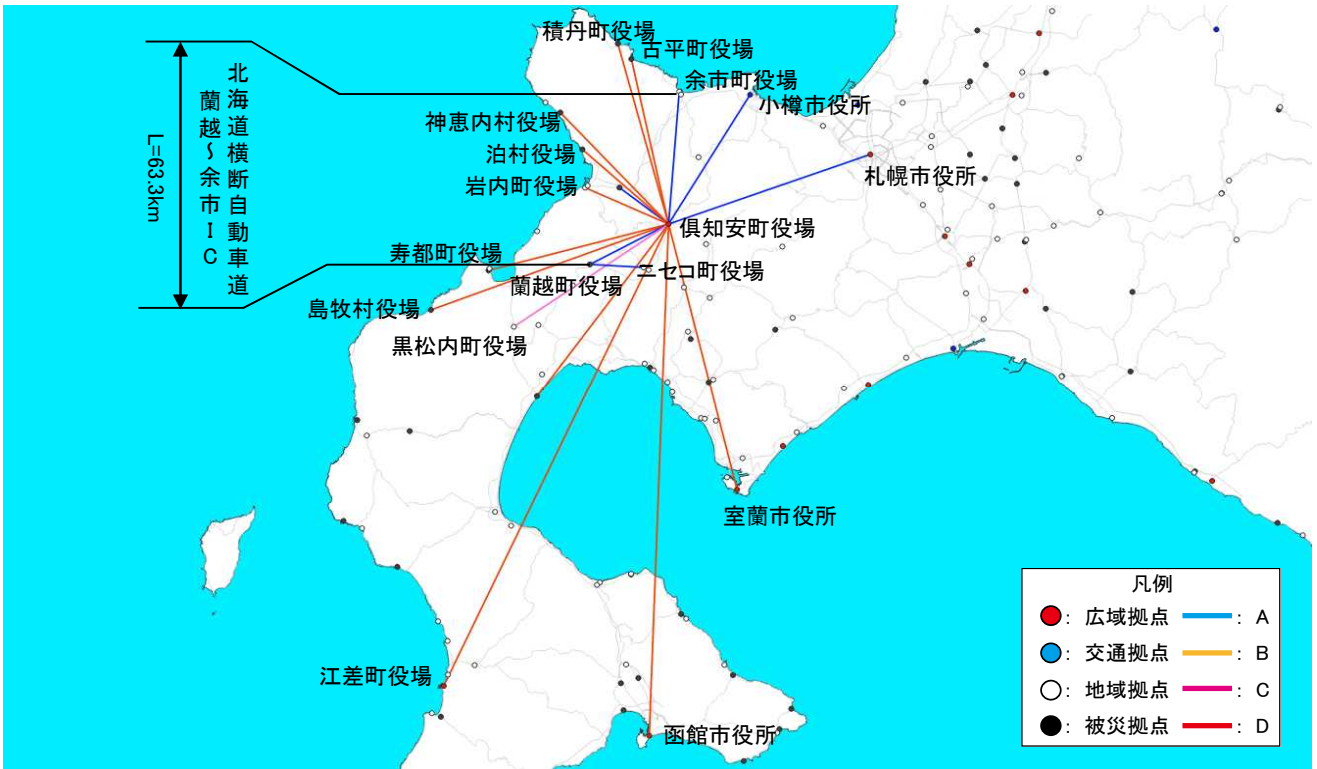 積丹町役場
古平町役場
余市町役場
小樽市役所
北海道横断自動車道
蘭越～余市IC
L=63.3km
神恵内村役場
泊村役場
岩内町役場
札幌市役所
倶知安町役場
寿都町役場
蘭越町役場
ニセコ町役場
島牧村役場
黒松内町役場
室蘭市役所
江差町役場
函館市役所
凡例
: 広域拠点 : A
: 交通拠点 : B
: 地域拠点 : C
: 被災拠点 : D